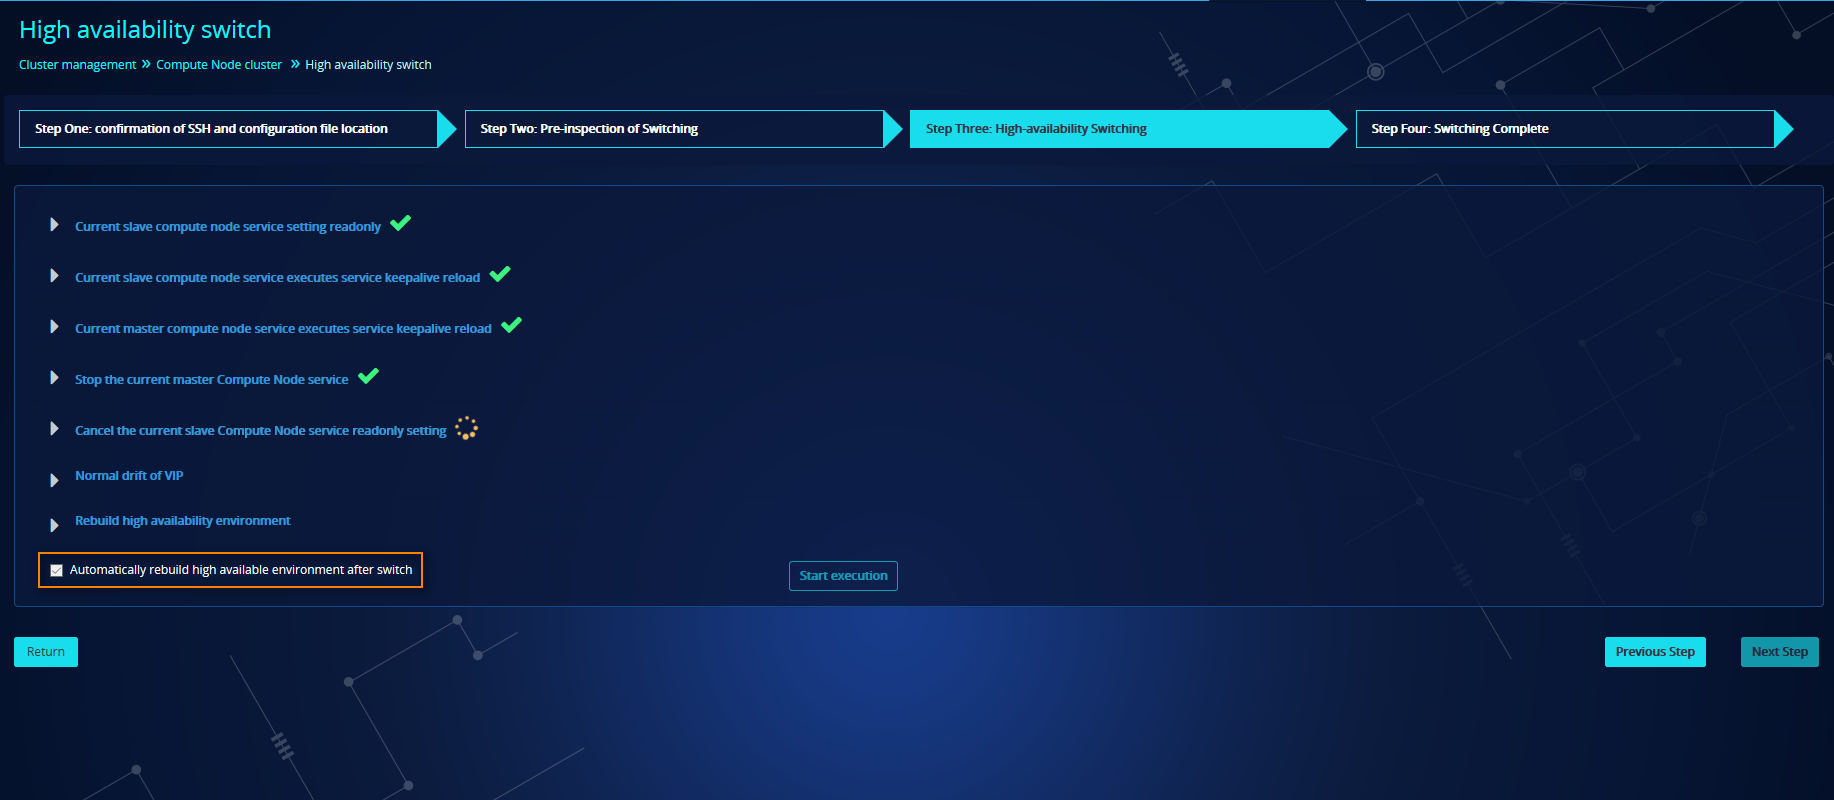 High availability switch
Cluster management » Compute Node cluster » High availability switch
Step One: confirmation of SSH and configuration file location
Step Two: Pre-inspection of Switching
Step Three: High-availability Switching
Step Four: Switching Complete
Current slave compute node service setting readonly
Current slave compute node service executes service keepalive reload
Current master compute node service executes service keepalive reload
Stop the current master Compute Node service
Cancel the current slave Compute Node service readonly setting
Normal drift of VIP
Rebuild high availability environment
Automatically rebuild high available environment after switch
Start execution
Return
Previous Step
Next Step